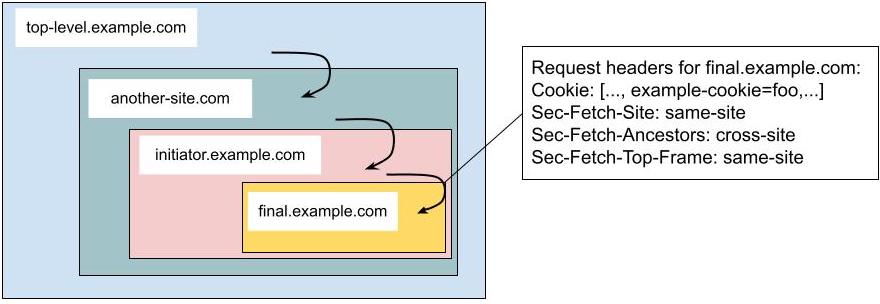 top-level.example.com
another-site.com
initiator.example.com
final.example.com
Request headers for final.example.com:
Cookie: [..., example-cookie=foo,...]
Sec-Fetch-Site: same-site
Sec-Fetch-Ancestors: cross-site
Sec-Fetch-Top-Frame: same-site